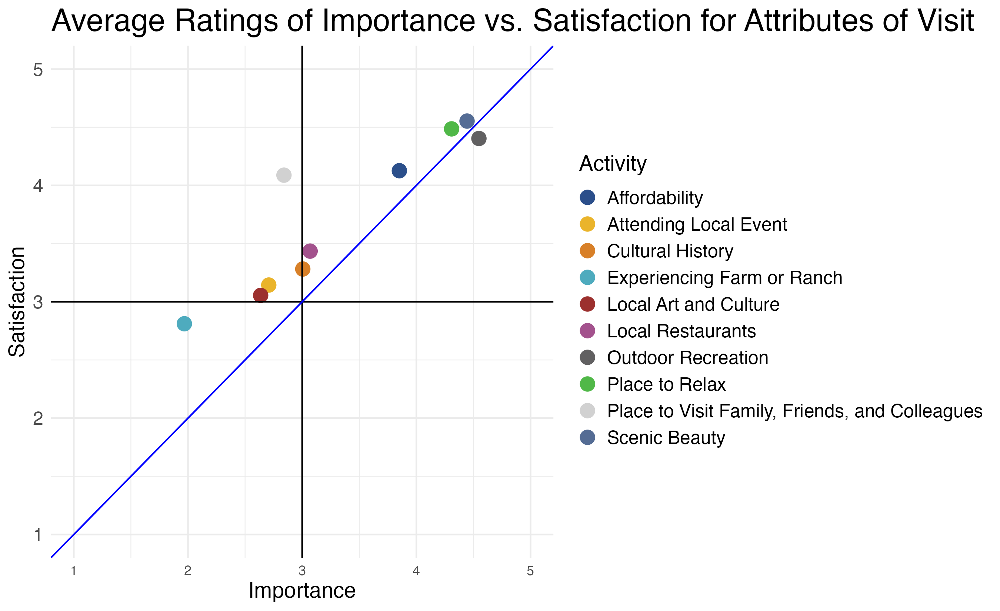 Average Ratings of Importance vs. Satisfaction for Attributes of Visit
5
4
3
2
1
Satisfaction
1 2 3 4 5
Importance
Activity
Affordability
Attending Local Event
Cultural History
Experiencing Farm or Ranch
Local Art and Culture
Local Restaurants
Outdoor Recreation
Place to Relax
Place to Visit Family, Friends, and Colleagues
Scenic Beauty